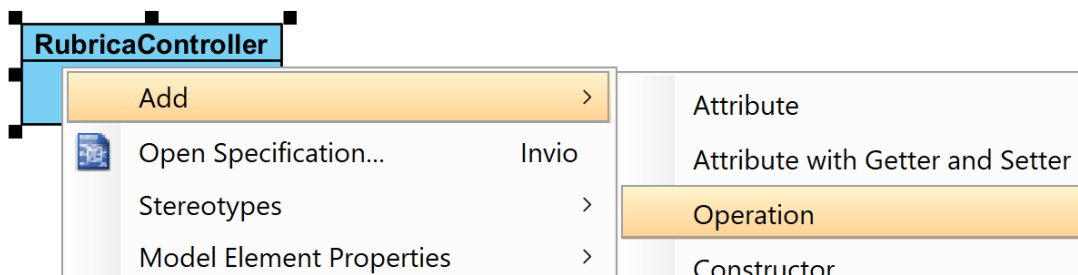 RubricaController
Add
Attribute
Open Specification... Invio
Attribute with Getter and Setter
Stereotypes
Operation
Model Element Properties
Constructor